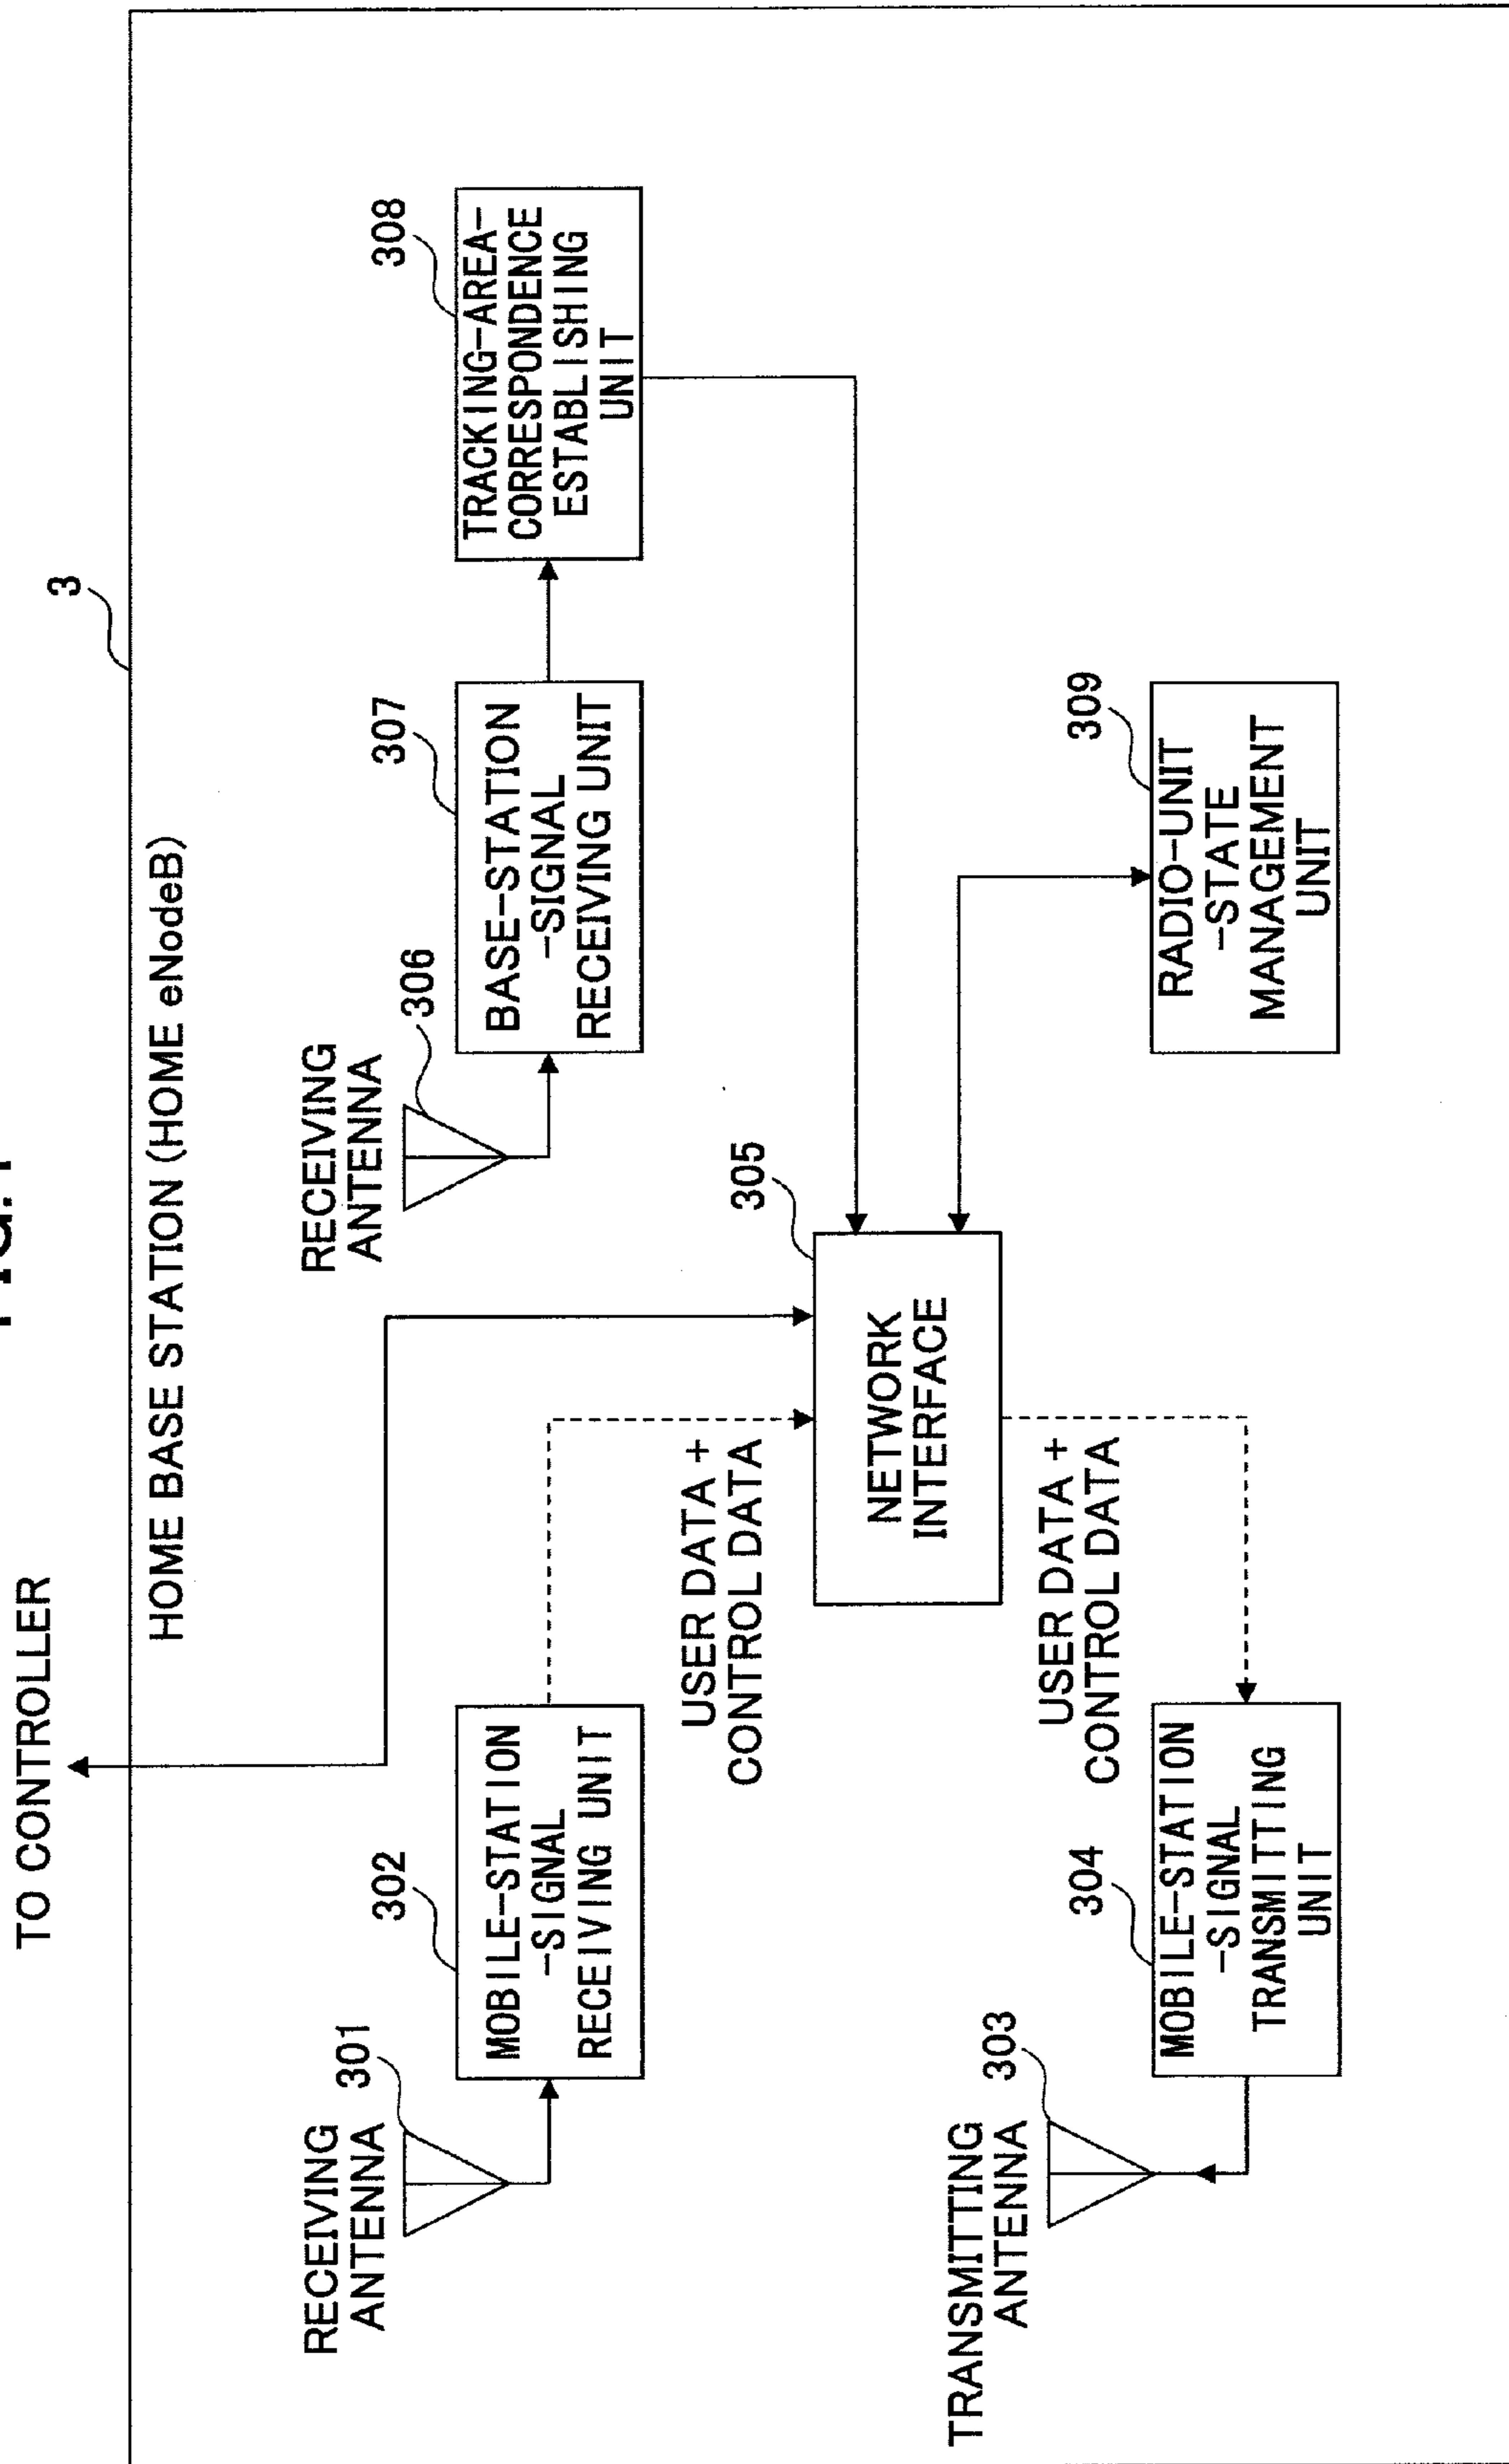 TO CONTROLLER
3
HOME BASE STATION (HOME eNodeB)
RECEIVING
ANTENNA
301
302
MOBILE-STATION
-SIGNAL
RECEIVING UNIT
RECEIVING
ANTENNA
306
307
BASE-STATION
-SIGNAL
RECEIVING UNIT
308
TRACKING-AREA-
CORRESPONDENCE
ESTABLISHING
UNIT
USER DATA +
CONTROL DATA
305
NETWORK
INTERFACE
USER DATA +
CONTROL DATA
TRANSMITTING
ANTENNA
303
304
MOBILE-STATION
-SIGNAL
TRANSMITTING
UNIT
309
RADIO-UNIT
-STATE
MANAGEMENT
UNIT